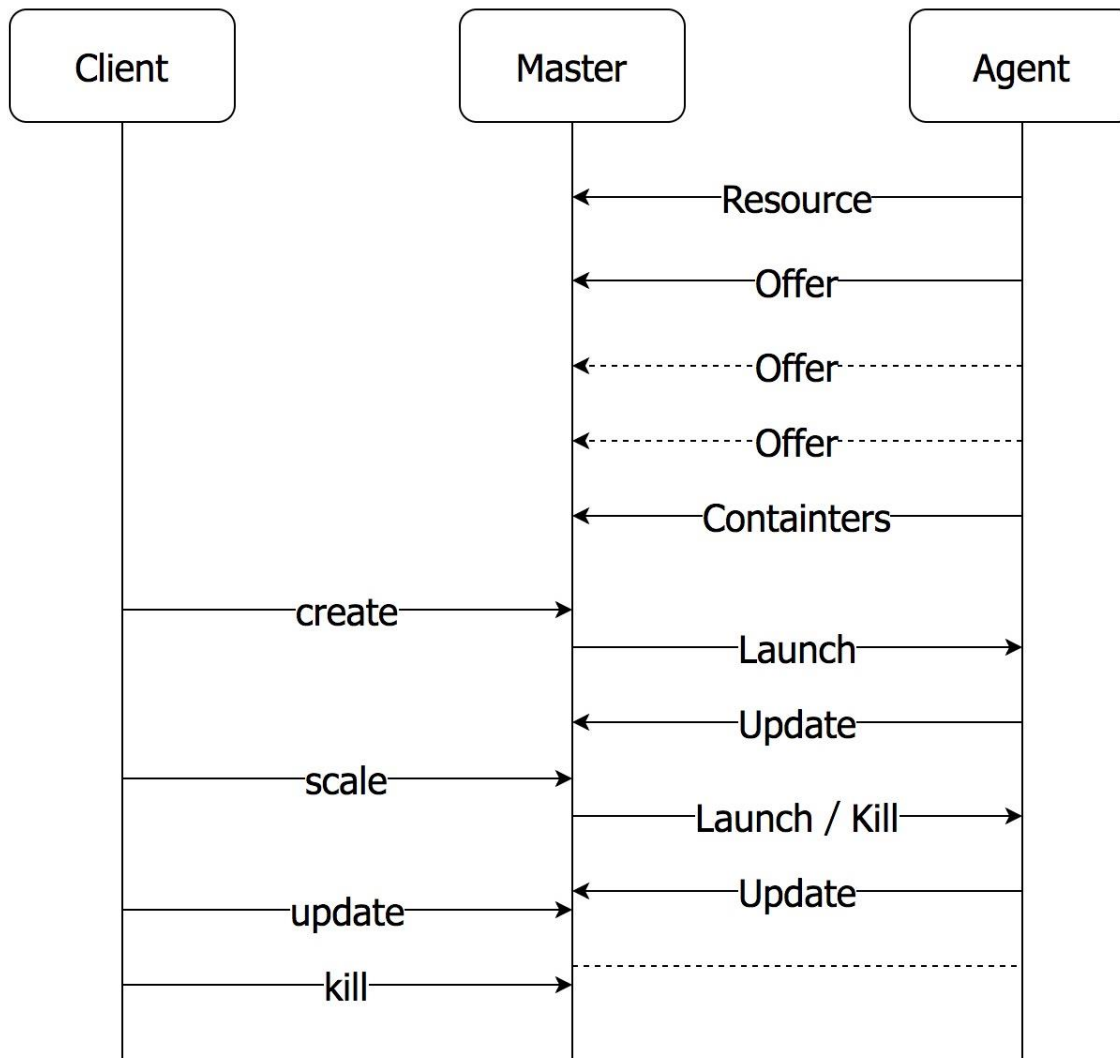 Client
Master
Agent
Resource
Offer
Offer
Offer
Containters
create
Launch
Update
scale
Launch / Kill
Update
update
kill